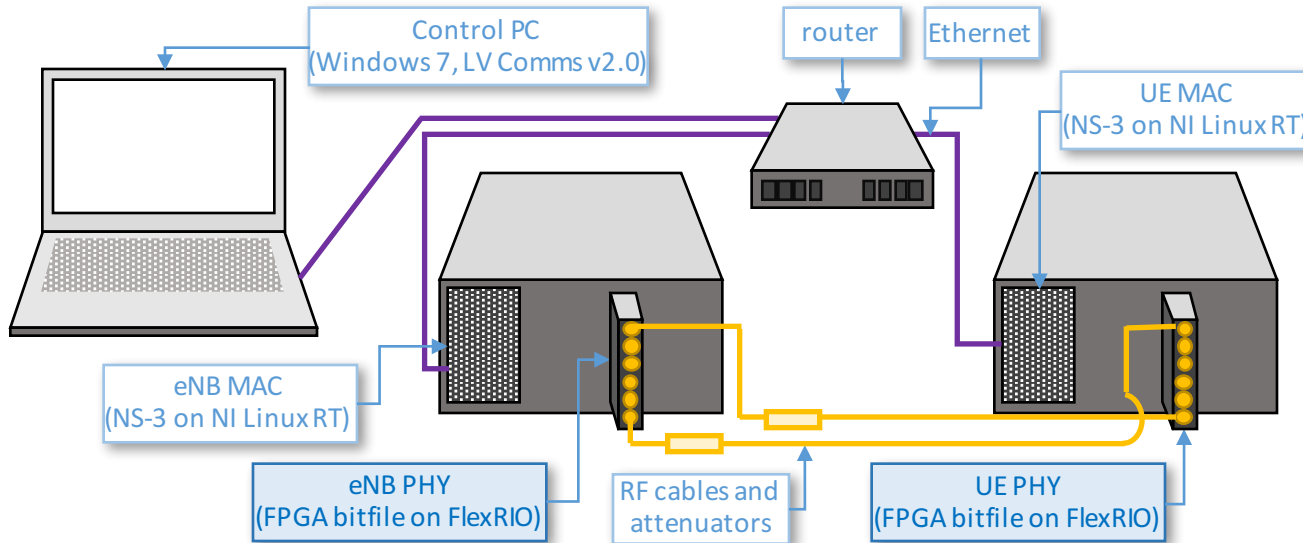 Control PC
(Windows 7, LV Comms v2.0)
router
Ethernet
UE MAC
(NS-3 on NI Linux RT)
eNB MAC
(NS-3 on NI Linux RT)
eNB PHY
(FPGA bitfile on FlexRIO)
RF cables and
attenuators
UE PHY
(FPGA bitfile on FlexRIO)